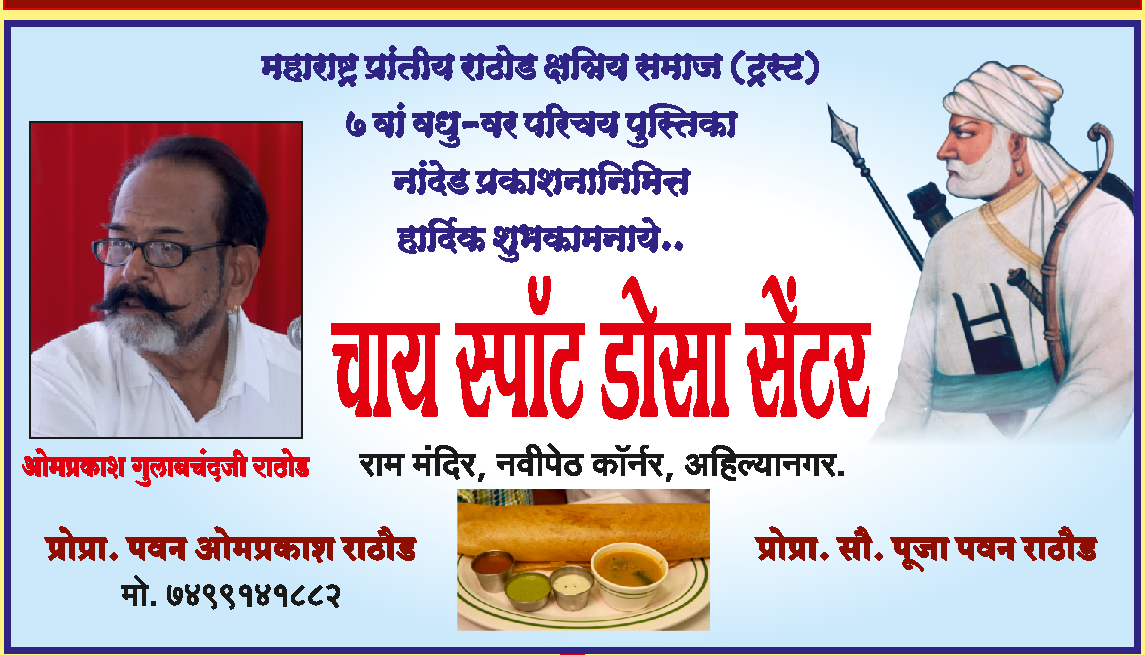 महाराष्ट्र प्रांतीय राठोड क्षत्रिय समाज (ट्रस्ट)
७ वां वधु-वर परिचय पुस्तिका
नांदेड प्रकाशनानिमित्त
हार्दिक शुभकामनाये..
चाय स्पॉट डोसा सेंटर
ओमप्रकाश गुलाबचंदजी राठोड
राम मंदिर, नवीपेठ कॉर्नर, अहिल्यानगर.
प्रोप्रा. पवन ओमप्रकाश राठौड
मो. ७४९९१४१८८२
प्रोप्रा. सौ. पूजा पवन राठौड